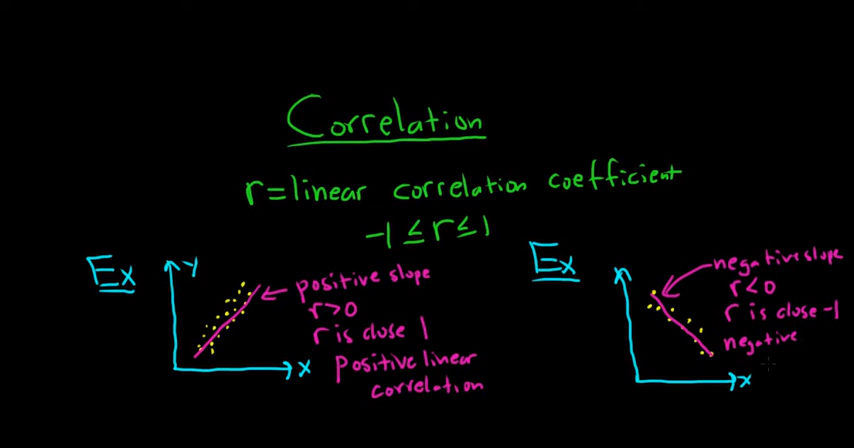 Correlation
r = linear correlation coefficient
-1 ≤ r ≤ 1
Ex
Y
positive slope
r > 0
r is close 1
positive linear
correlation
X
Ex
negative slope
r < 0
r is close -1
negative
X